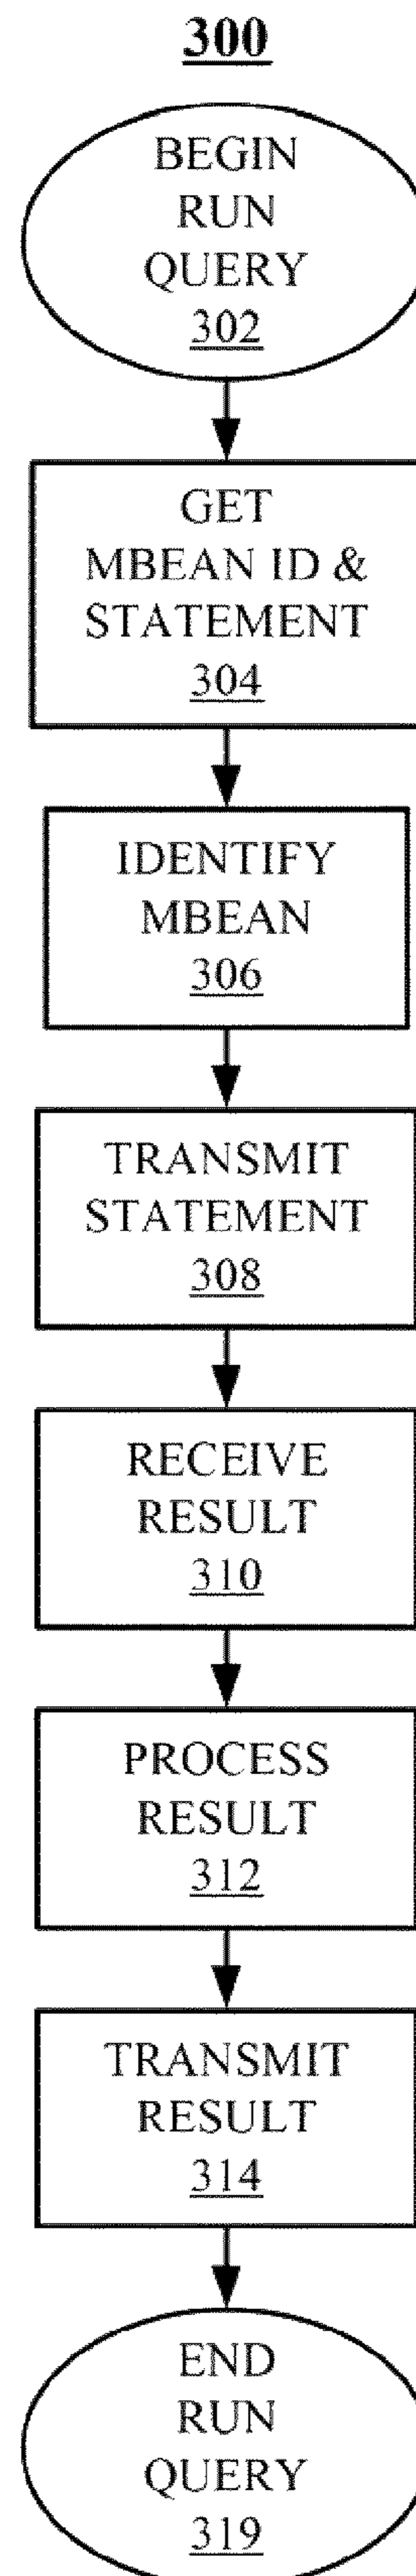 300
BEGIN
RUN
QUERY
302
GET
MBEAN ID &
STATEMENT
304
IDENTIFY
MBEAN
306
TRANSMIT
STATEMENT
308
RECEIVE
RESULT
310
PROCESS
RESULT
312
TRANSMIT
RESULT
314
END
RUN
QUERY
319